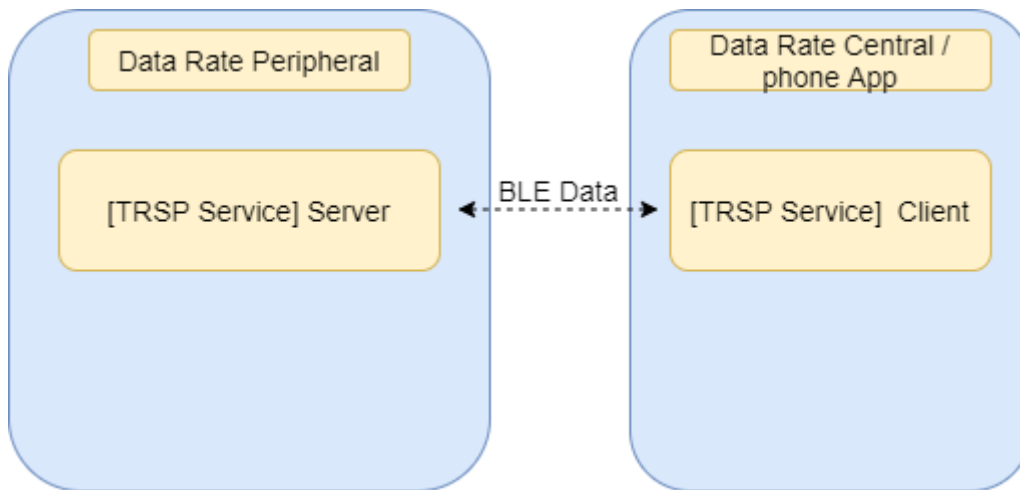 Data Rate Peripheral
Data Rate Central /
phone App
[TRSP Service] Server
BLE Data
[TRSP Service]  Client